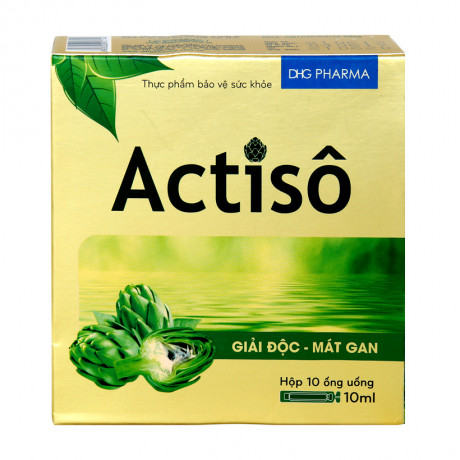 DHG PHARMA
Thực phẩm bảo vệ sức khỏe
Actisô
GIẢI ĐỘC - MÁT GAN
Hộp 10 ống uống
10ml